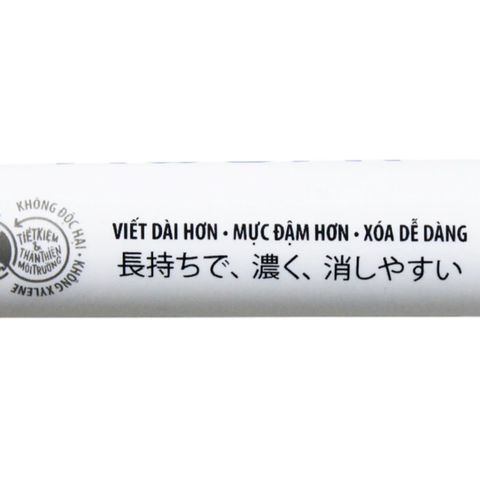 KHÔNG ĐỘC HẠI • KHÔNG XYLENE
TIẾT KIỆM
& THÂN THIỆN
MÔI TRƯỜNG
VIẾT DÀI HƠN • MỰC ĐẬM HƠN • XÓA DỄ DÀNG
長持ちで、濃く、消しやすい